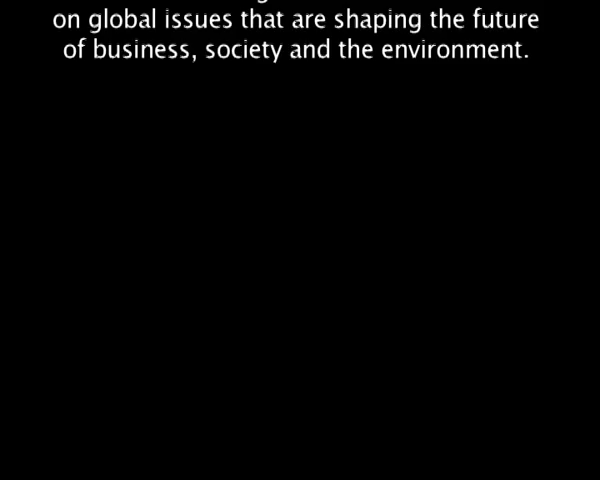 on global issues that are shaping the future
of business, society and the environment.